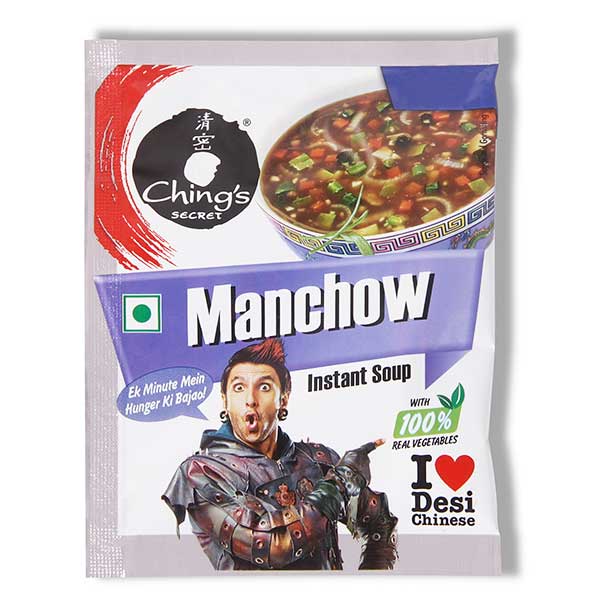 清
密
®
Ching's
SECRET
Manchow
Instant Soup
Ek Minute Mein
Hunger Ki Bajao!
WITH
100%
REAL VEGETABLES
I
Desi
Chinese